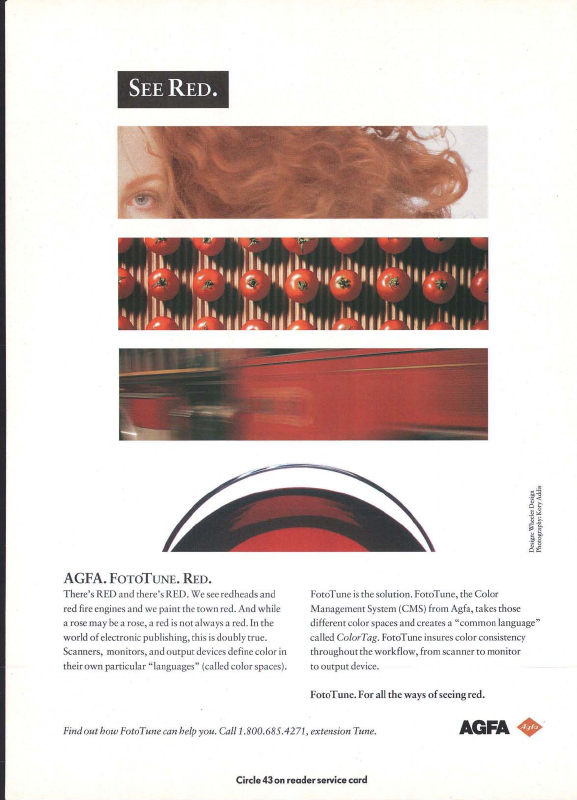 SEE RED.
Design: Wheeler Design
Photography: Kory Addis
AGFA. FOTOTUNE. RED.
There's RED and there's RED. We see redheads and
red fire engines and we paint the town red. And while
a rose may be a rose, a red is not always a red. In the
world of electronic publishing, this is doubly true.
Scanners, monitors, and output devices define color in
their own particular "languages" (called color spaces).
FotoTune is the solution. FotoTune, the Color
Management System (CMS) from Agfa, takes those
different color spaces and creates a "common language"
called ColorTag. FotoTune insures color consistency
throughout the workflow, from scanner to monitor
to output device.
FotoTune. For all the ways of seeing red.
Find out how FotoTune can help you. Call 1.800.685.4271, extension Tune.
AGFA Agfa
Circle 43 on reader service card